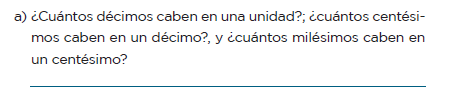 a) ¿Cuántos décimos caben en una unidad?; ¿cuántos centési-
mos caben en un décimo?, y ¿cuántos milésimos caben en
un centésimo?